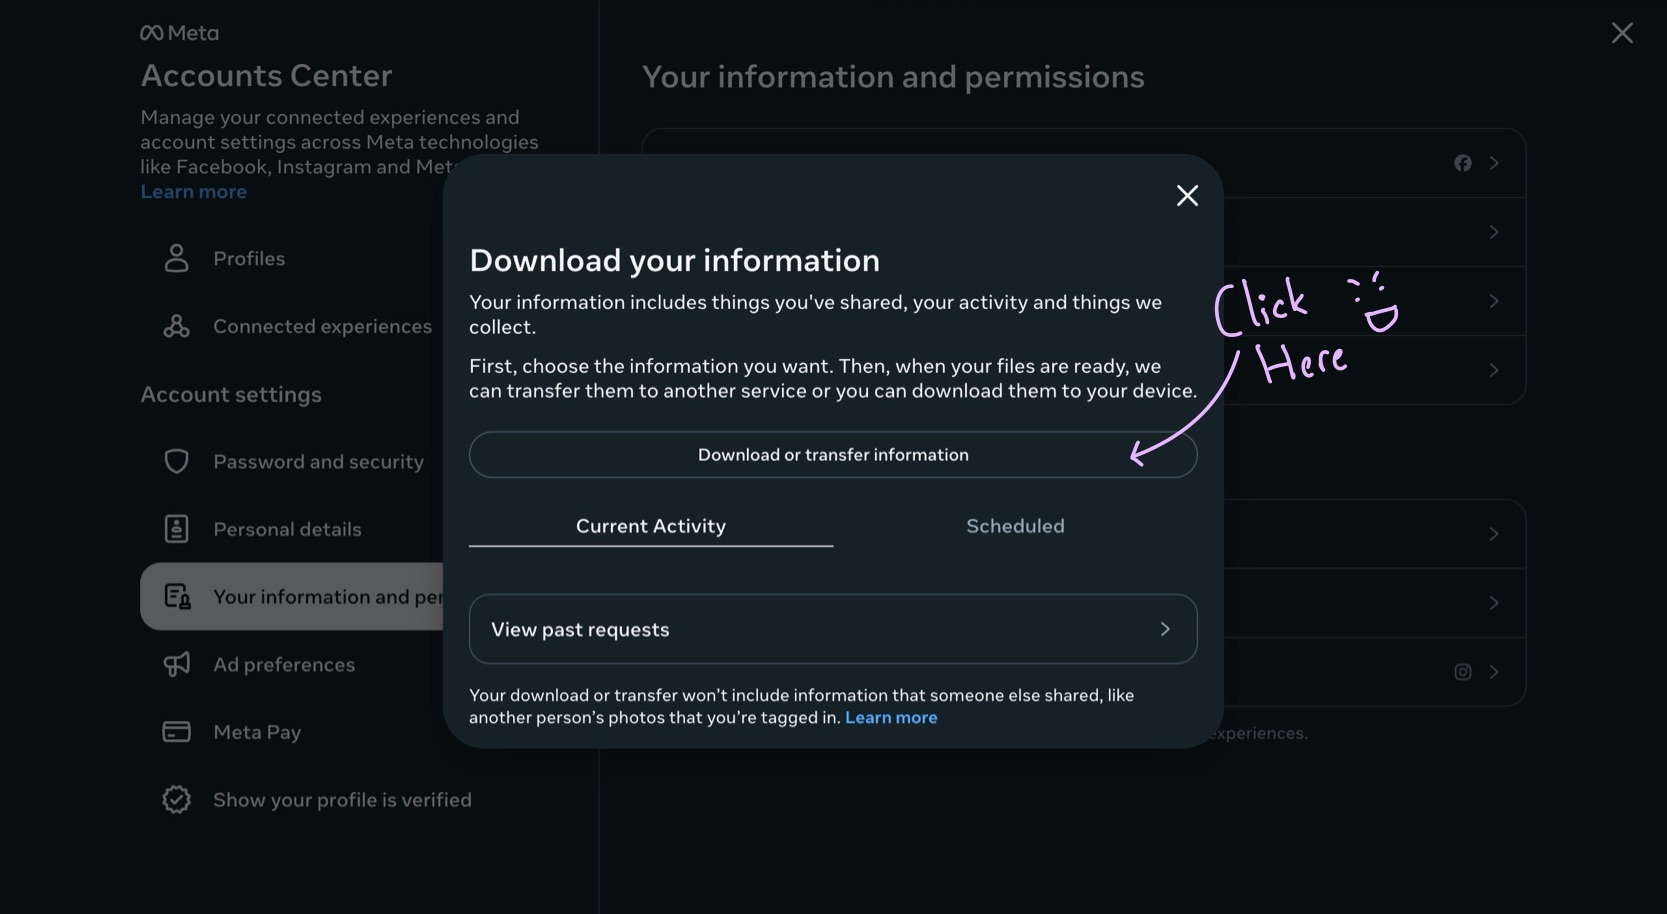 Meta
Accounts Center
Manage your connected experiences and
account settings across Meta technologies
like Facebook, Instagram and Met
Learn more
Profiles
Connected experiences
Account settings
Password and security
Personal details
Your information and per
Ad preferences
Meta Pay
Show your profile is verified
Your information and permissions
Download your information
Your information includes things you've shared, your activity and things we
collect.
First, choose the information you want. Then, when your files are ready, we
can transfer them to another service or you can download them to your device.
Download or transfer information
Current Activity
Scheduled
View past requests
Your download or transfer won't include information that someone else shared, like
another person's photos that you're tagged in. Learn more
experiences.
Click
Here